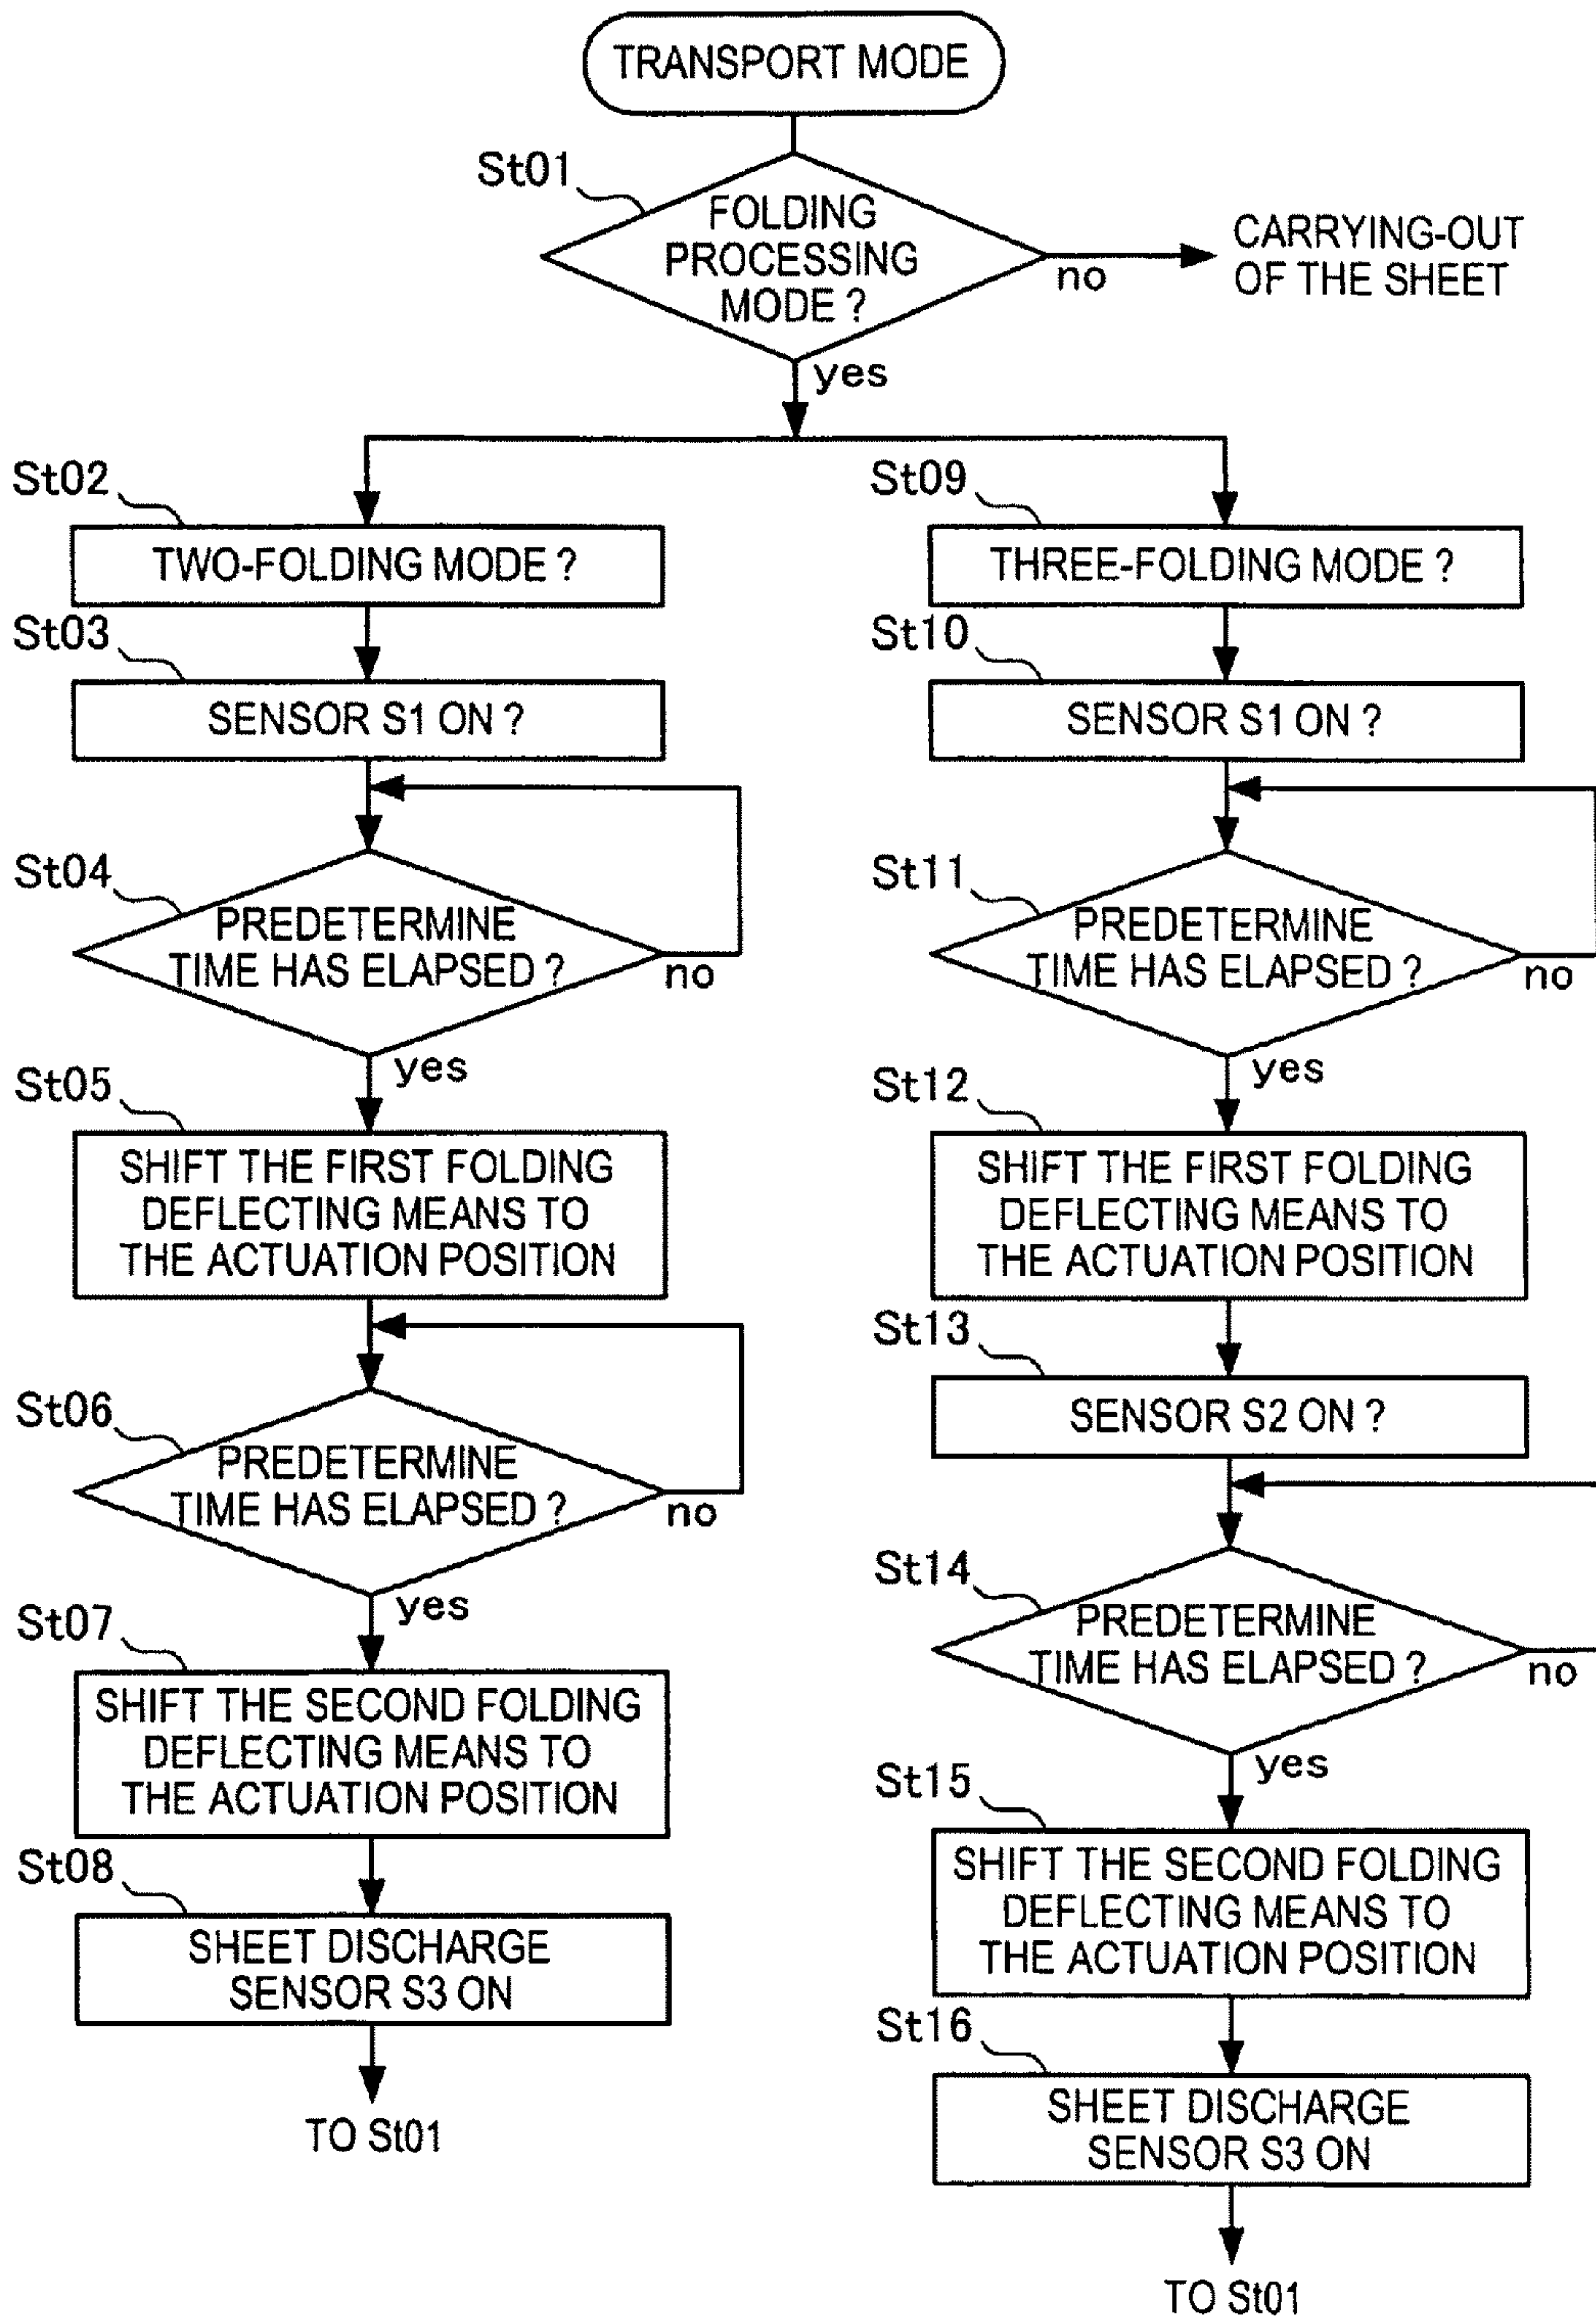 TRANSPORT MODE
St01
FOLDING
PROCESSING
MODE ?
no
CARRYING-OUT
OF THE SHEET
yes
St02
TWO-FOLDING MODE ?
St03
SENSOR S1 ON ?
St04
PREDETERMINE
TIME HAS ELAPSED ?
no
yes
St05
SHIFT THE FIRST FOLDING
DEFLECTING MEANS TO
THE ACTUATION POSITION
St06
PREDETERMINE
TIME HAS ELAPSED ?
no
yes
St07
SHIFT THE SECOND FOLDING
DEFLECTING MEANS TO
THE ACTUATION POSITION
St08
SHEET DISCHARGE
SENSOR S3 ON
TO St01
St09
THREE-FOLDING MODE ?
St10
SENSOR S1 ON ?
St11
PREDETERMINE
TIME HAS ELAPSED ?
no
yes
St12
SHIFT THE FIRST FOLDING
DEFLECTING MEANS TO
THE ACTUATION POSITION
St13
SENSOR S2 ON ?
St14
PREDETERMINE
TIME HAS ELAPSED ?
no
yes
St15
SHIFT THE SECOND FOLDING
DEFLECTING MEANS TO
THE ACTUATION POSITION
St16
SHEET DISCHARGE
SENSOR S3 ON
TO St01